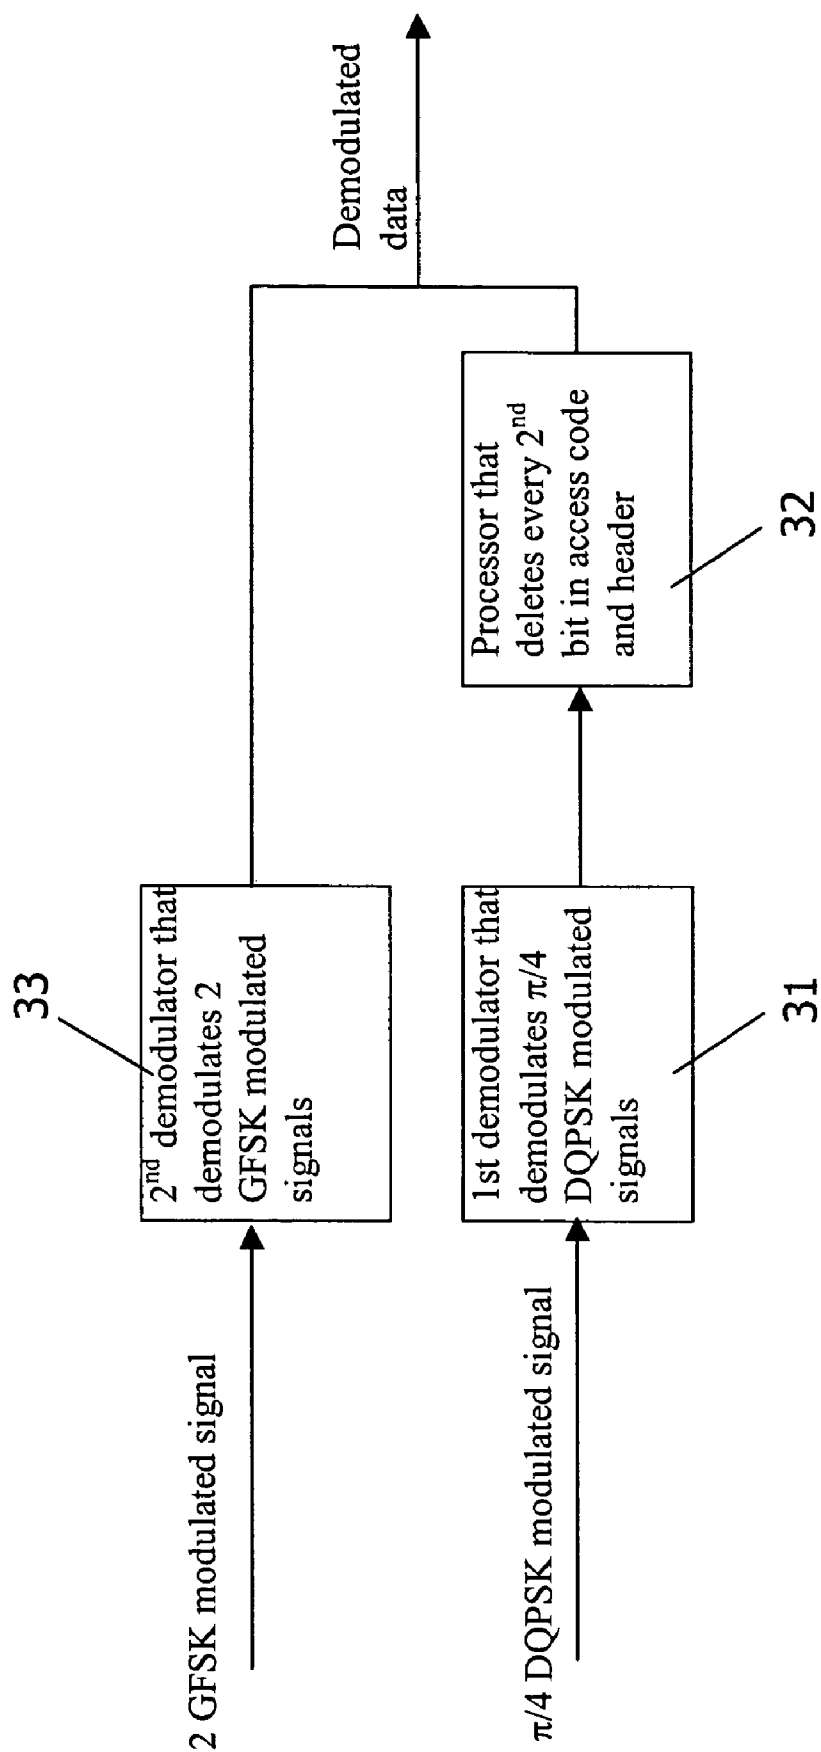 2 GFSK modulated signal
33
2nd demodulator that
demodulates 2
GFSK modulated
signals
Demodulated
data
π/4 DQPSK modulated signal
1st demodulator that
demodulates π/4
DQPSK modulated
signals
31
Processor that
deletes every 2nd
bit in access code
and header
32